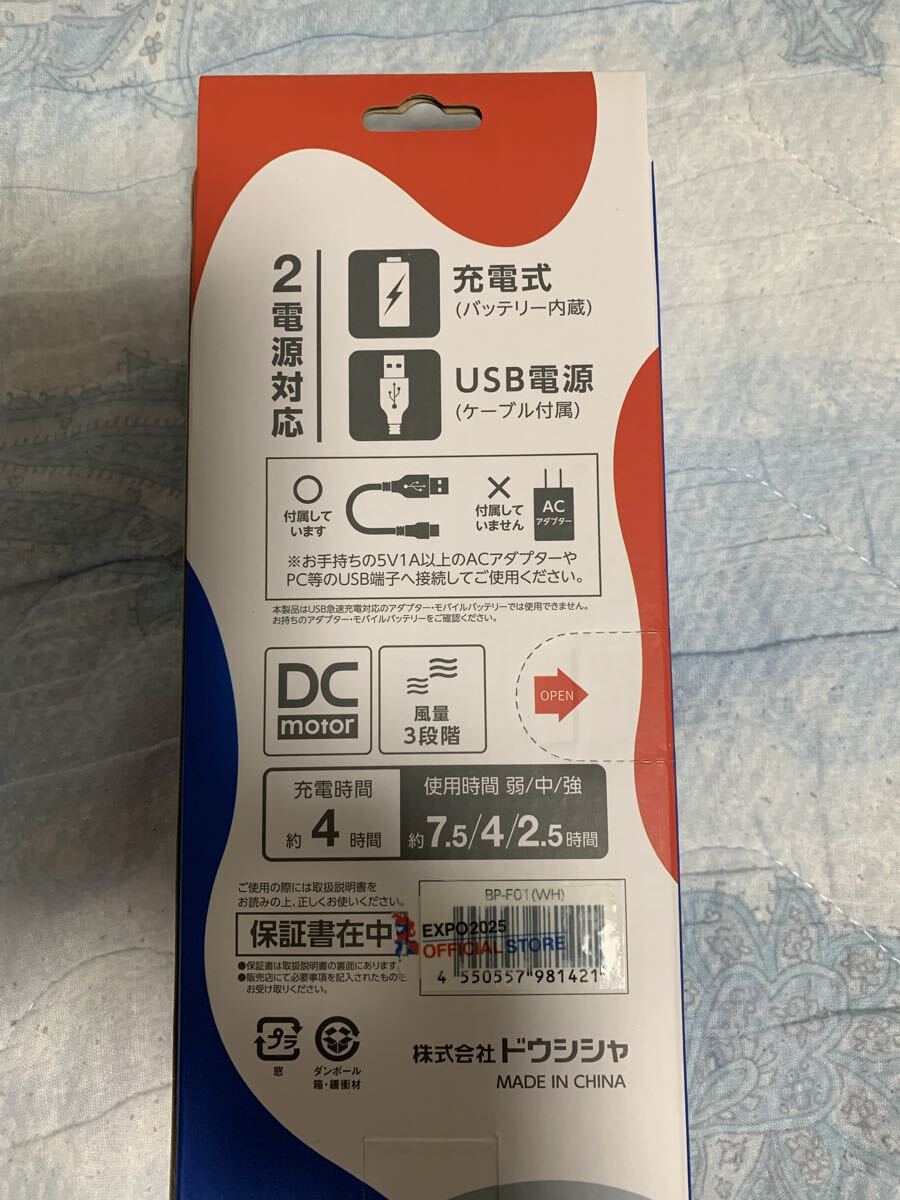 2電源対応
充電式
(バッテリー内蔵)
USB電源
(ケーブル付属)
付属して
います
付属して
いません
AC
アダプター
※お手持ちの5V1A以上のACアダプターや
PC等のUSB端子へ接続してご使用ください。
本製品はUSB急速充電対応のアダプター・モバイルバッテリーでは使用できません。
お持ちのアダプター・モバイルバッテリーをご確認ください。
DC
motor
風量
3段階
OPEN
充電時間
約4時間
使用時間 弱/中/強
約7.5/4/2.5時間
ご使用の際には取扱説明書を
お読みの上、正しくお使いください。
保証書在中
●保証書は取扱説明書の裏面にあります
●販売店にて必要事項を記入されたものを
お受け取りください。
BP-F01(WH)
EXPO2025
OFFICIAL STORE
4 550557 981421
プラ
窓
ダンボール
箱・緩衝材
株式会社ドウシシャ
MADE IN CHINA